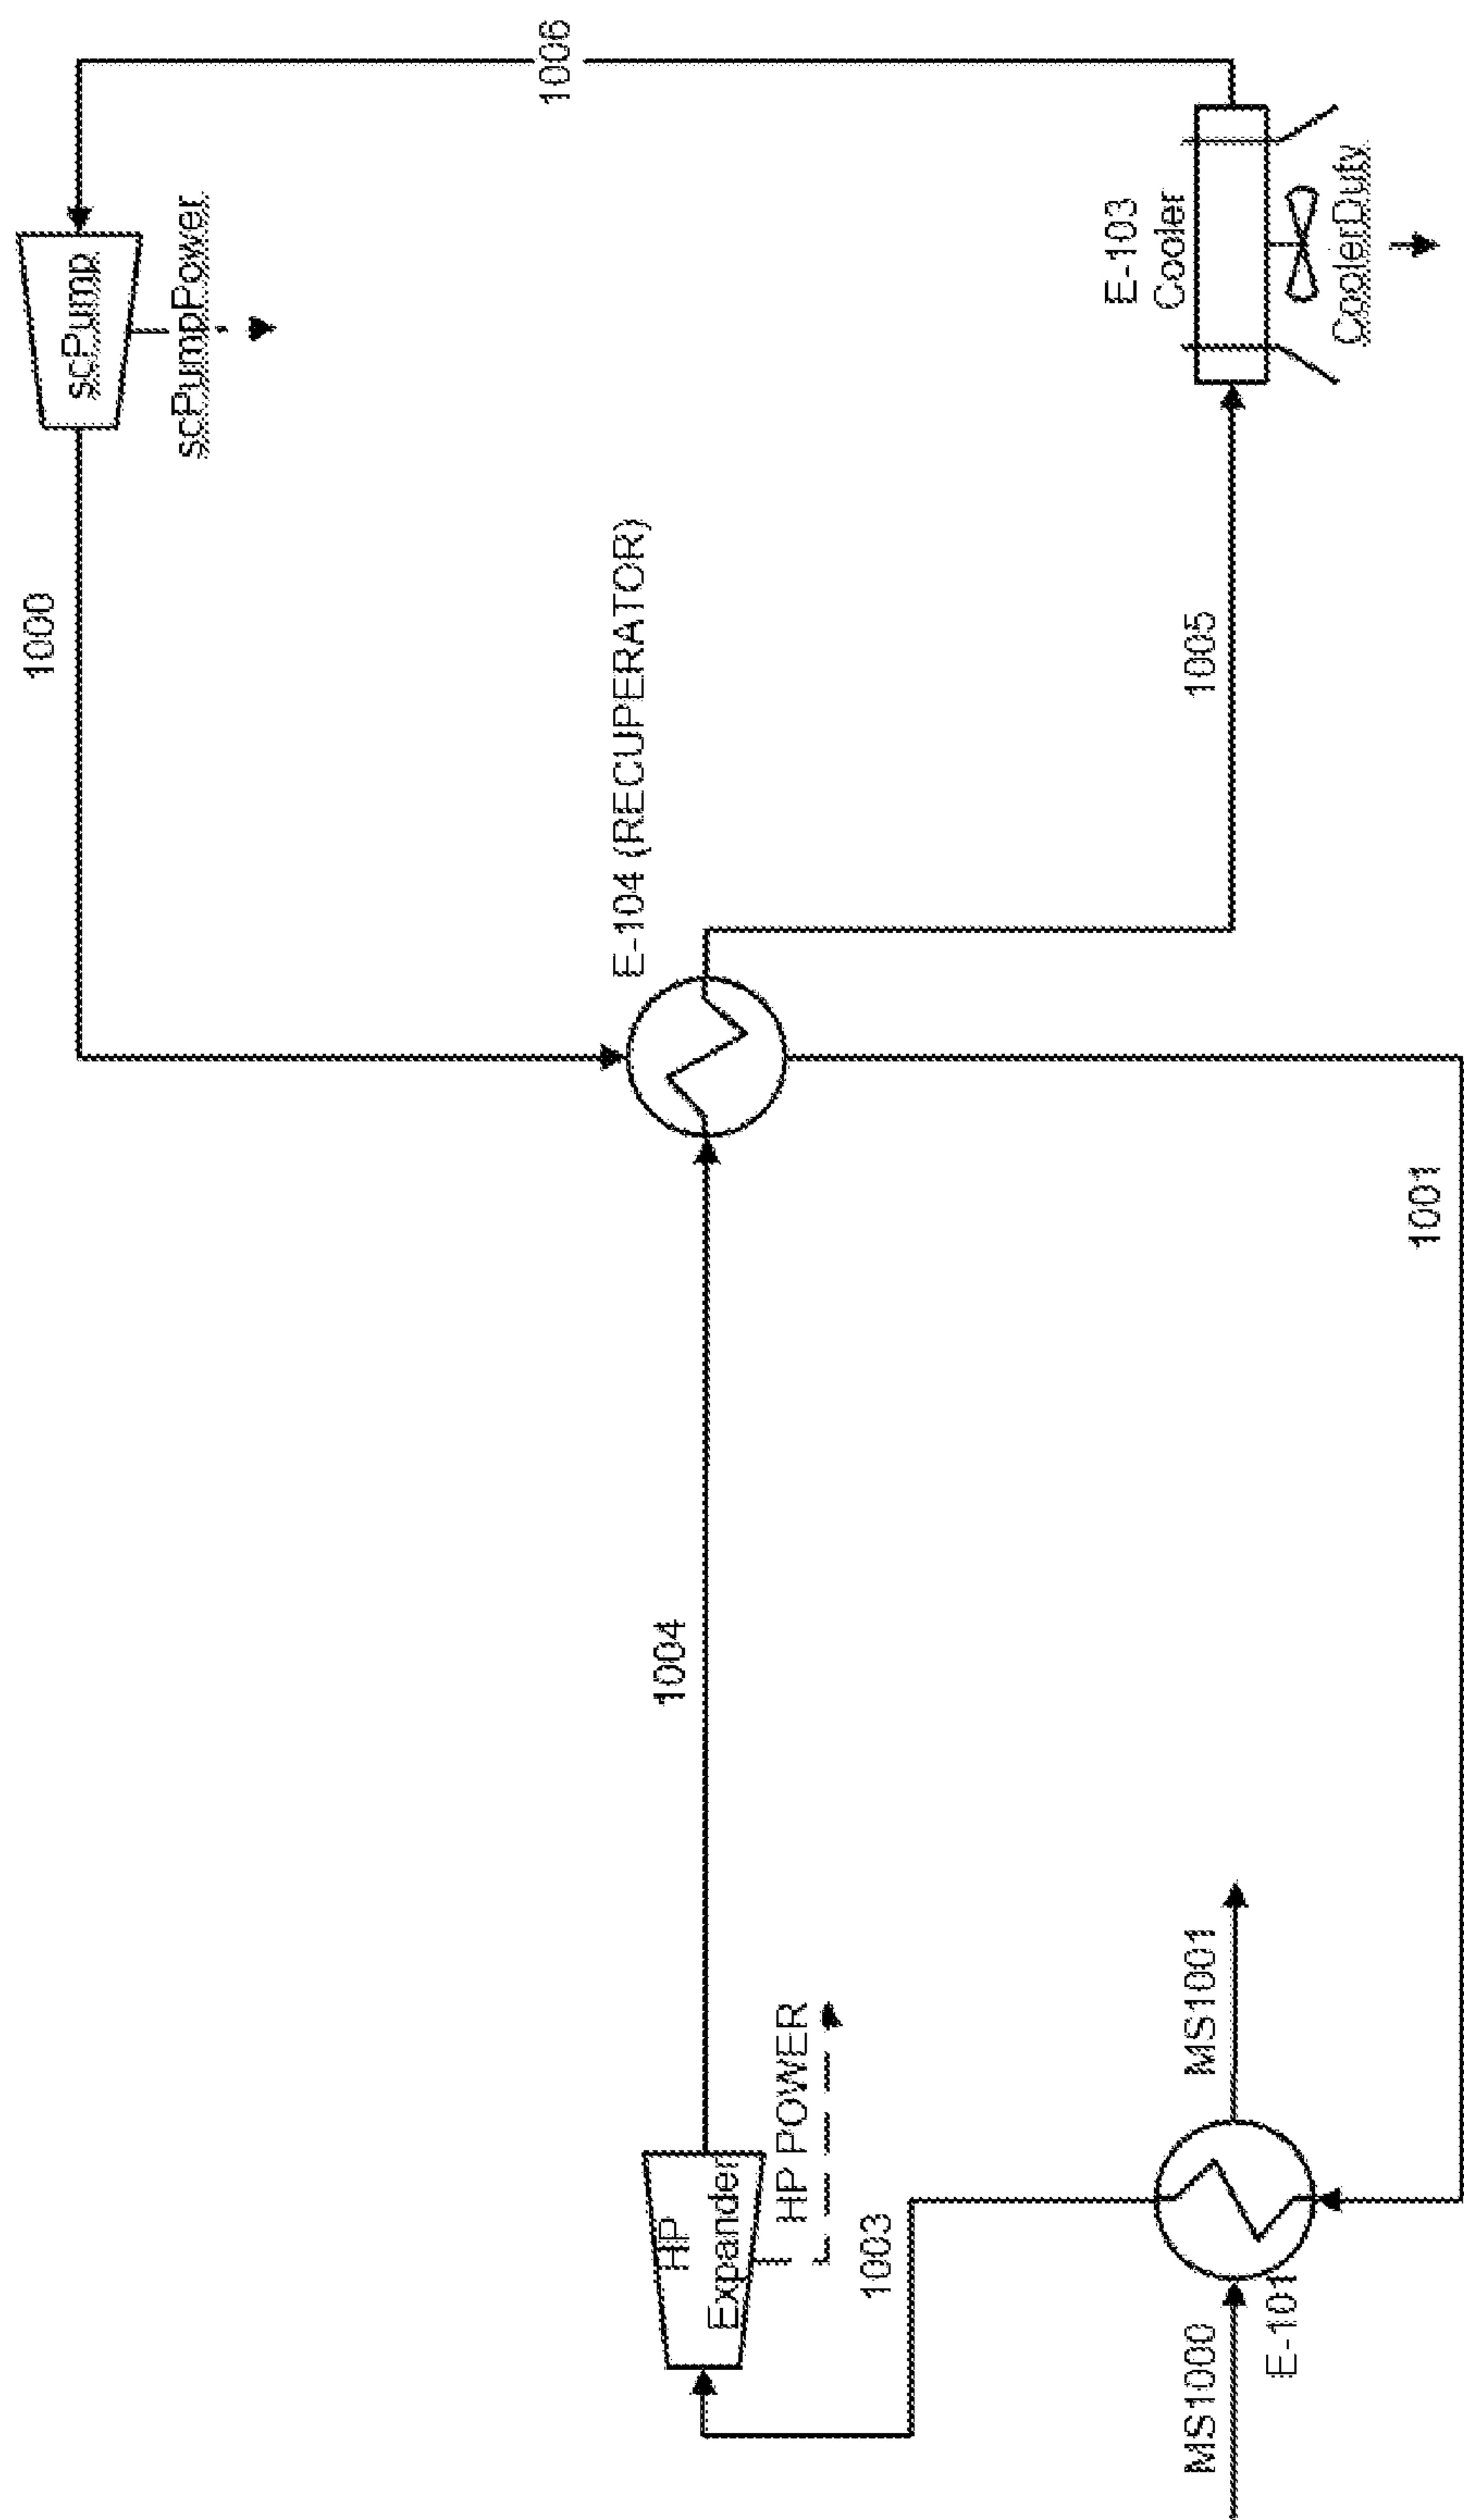 1000
scPump
scPumpPower
1006
E-104 (RECUPERATOR)
E-103
Cooler
CoolerDuty
1005
1004
HP
Expander
HP POWER
1003
MS1000
E-101
MS1001
1001